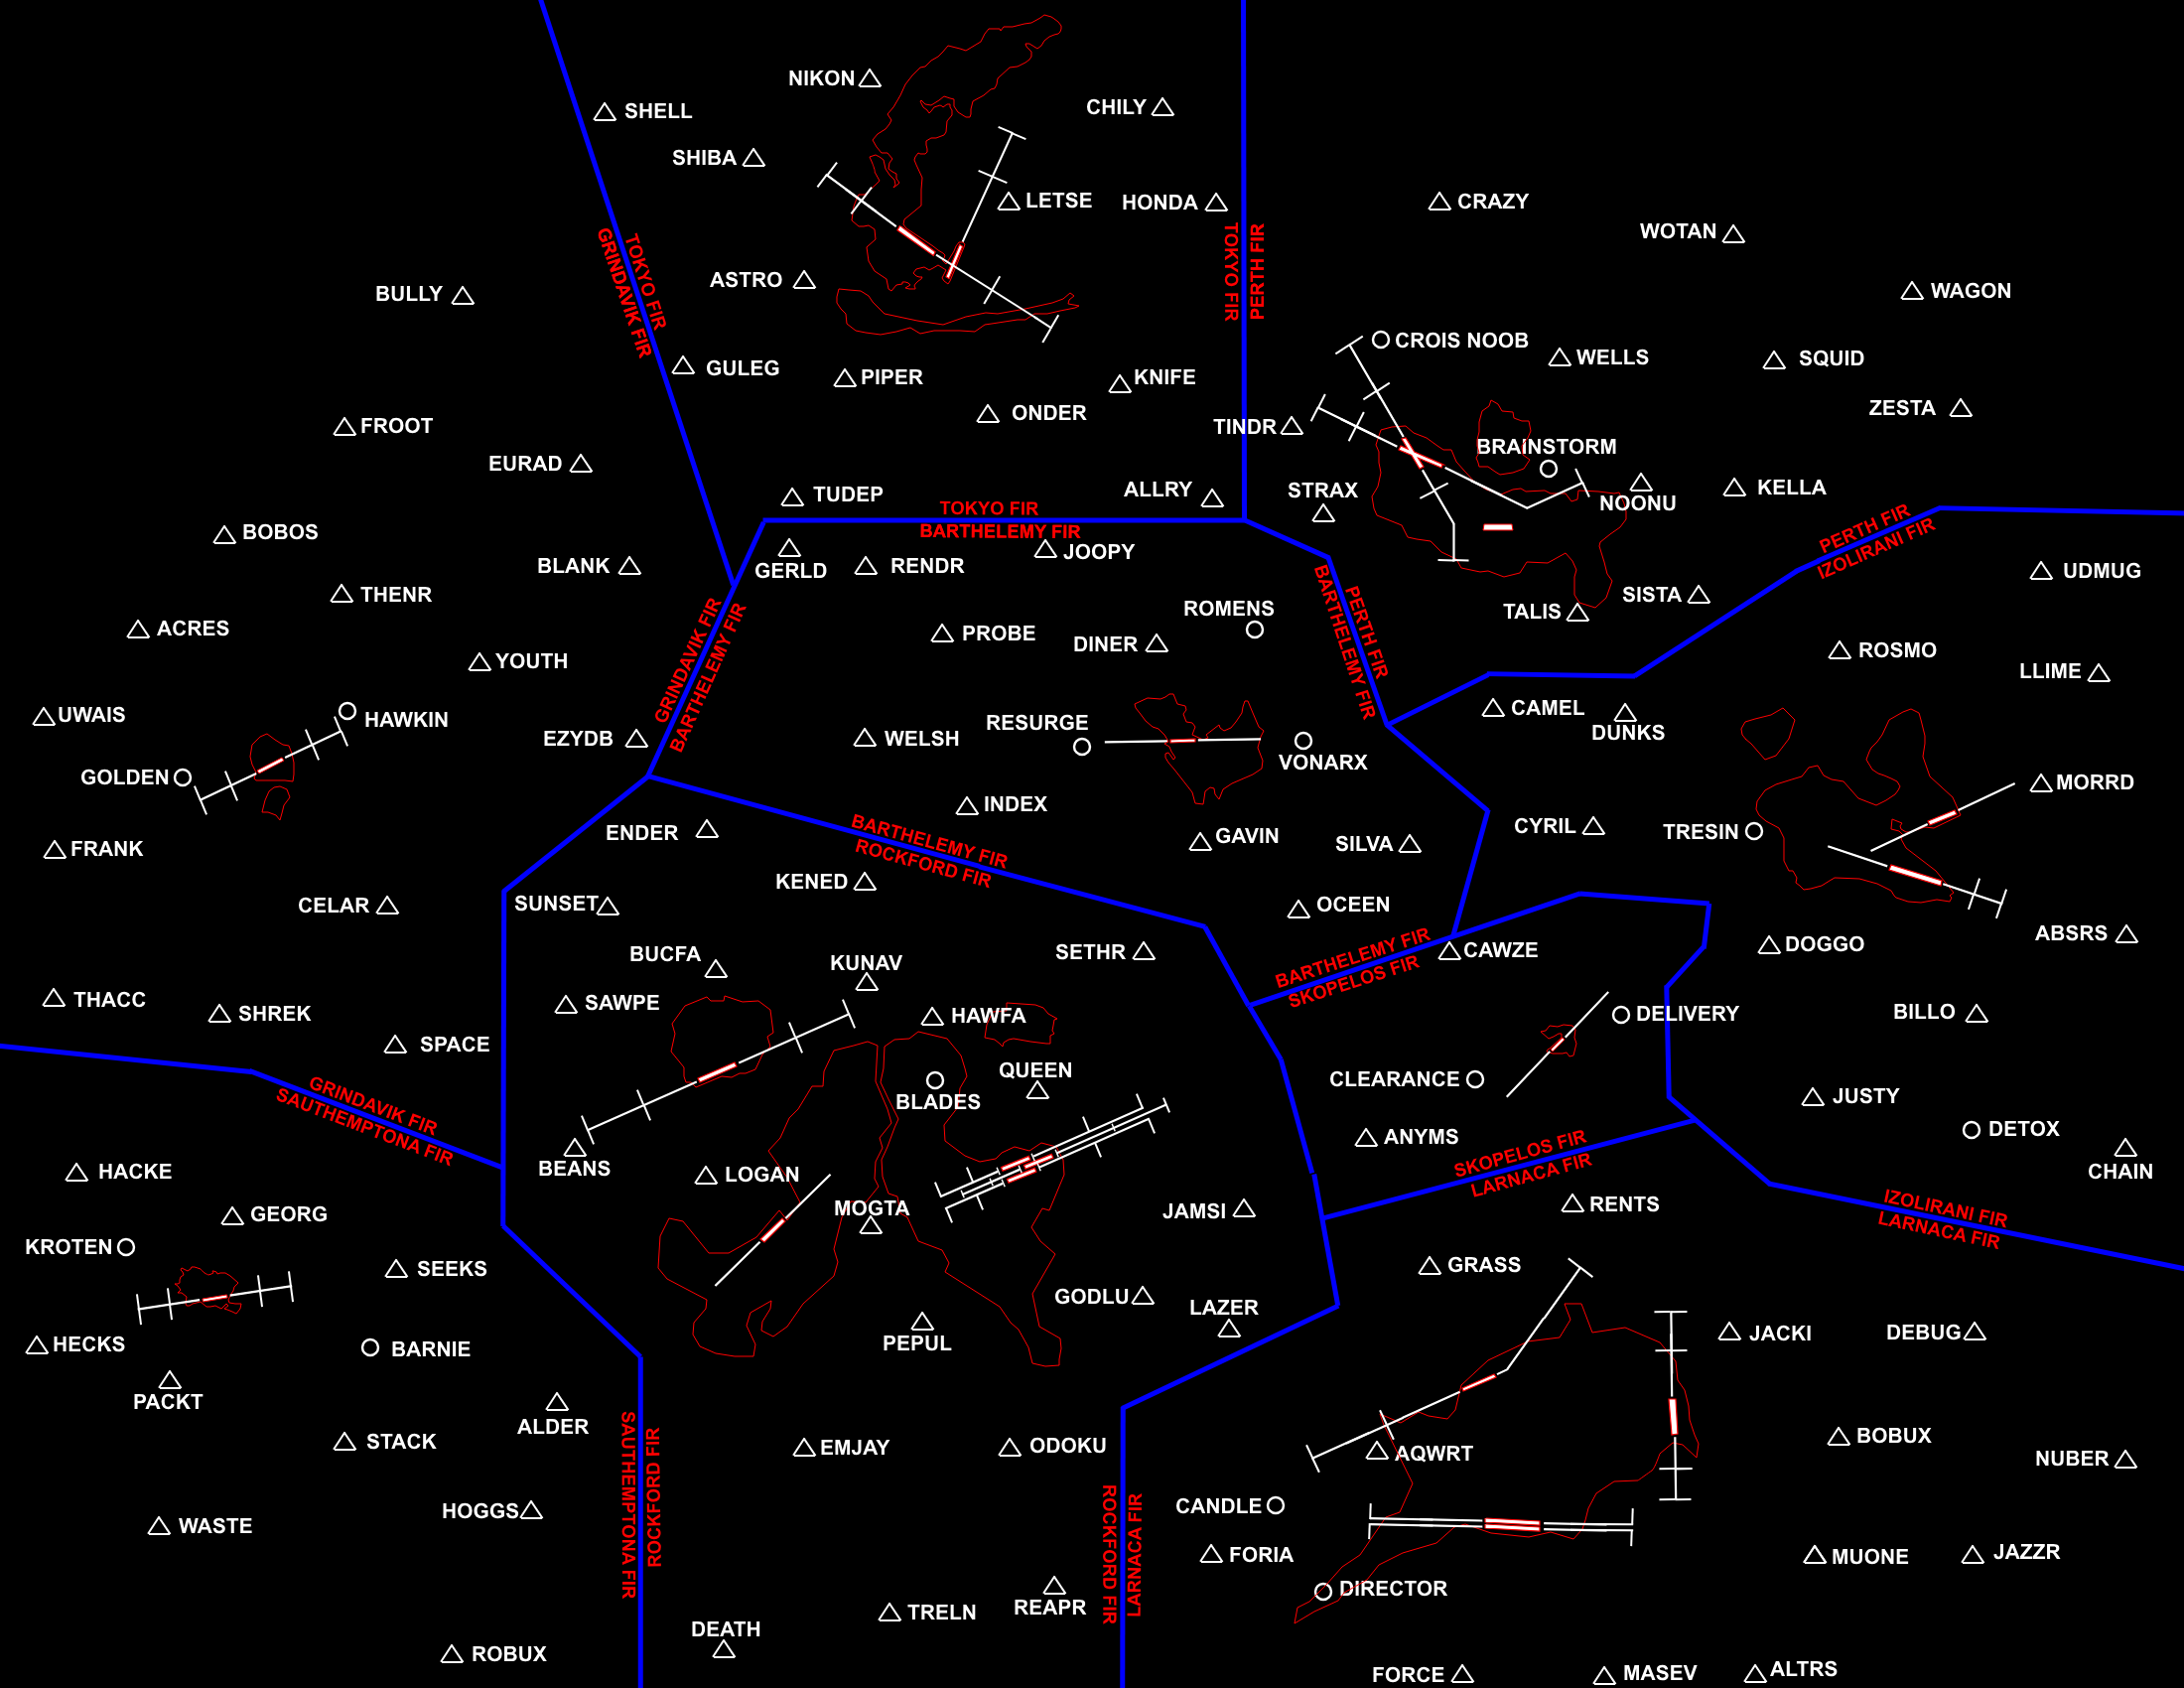 NIKON
SHELL
CHILY
SHIBA
LETSE
HONDA
CRAZY
WOTAN
TOKYO FIR
GRINDAVIK FIR
TOKYO FIR
PERTH FIR
ASTRO
BULLY
WAGON
CROIS NOOB
WELLS
SQUID
GULEG
PIPER
KNIFE
ONDER
ZESTA
FROOT
TINDR
BRAINSTORM
EURAD
TUDEP
ALLRY
STRAX
NOONU
KELLA
TOKYO FIR
BARTHELEMY FIR
PERTH FIR
IZOLIRANI FIR
BOBOS
BLANK
GERLD
RENDR
JOOPY
UDMUG
THENR
ROMENS
SISTA
TALIS
ACRES
GRINDAVIK FIR
BARTHELEMY FIR
PROBE
DINER
PERTH FIR
BARTHELEMY FIR
ROSMO
YOUTH
LLIME
UWAIS
HAWKIN
CAMEL
DUNKS
EZYDB
WELSH
RESURGE
VONARX
GOLDEN
MORRD
INDEX
ENDER
BARTHELEMY FIR
ROCKFORD FIR
GAVIN
SILVA
CYRIL
TRESIN
FRANK
KENED
CELAR
SUNSET
OCEEN
ABSRS
BUCFA
KUNAV
SETHR
BARTHELEMY FIR
SKOPELOS FIR
CAWZE
DOGGO
THACC
SHREK
SAWPE
HAWFA
DELIVERY
BILLO
SPACE
QUEEN
CLEARANCE
BLADES
GRINDAVIK FIR
SAUTHEMPTONA FIR
JUSTY
ANYMS
DETOX
BEANS
SKOPELOS FIR
LARNACA FIR
HACKE
LOGAN
CHAIN
GEORG
MOGTA
JAMSI
RENTS
IZOLIRANI FIR
LARNACA FIR
KROTEN
SEEKS
GRASS
GODLU
LAZER
HECKS
BARNIE
PEPUL
JACKI
DEBUG
PACKT
ALDER
STACK
EMJAY
ODOKU
AQWRT
BOBUX
NUBER
SAUTHEMPTONA FIR
ROCKFORD FIR
ROCKFORD FIR
LARNACA FIR
HOGGS
CANDLE
WASTE
FORIA
MUONE
JAZZR
DIRECTOR
TRELN
REAPR
DEATH
ROBUX
FORCE
MASEV
ALTRS